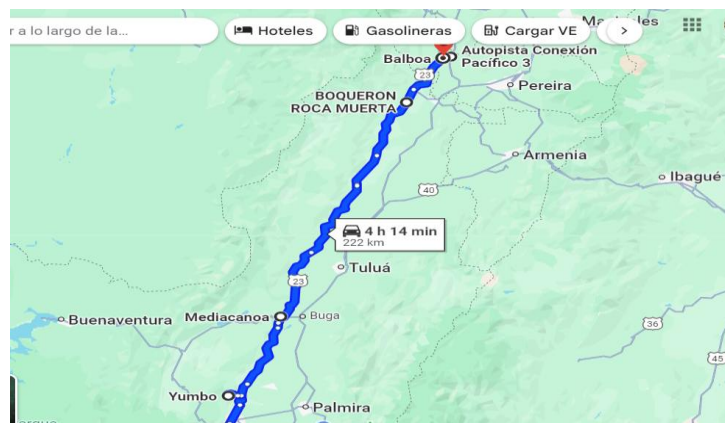 r a lo largo de la...
Hoteles
Gasolineras
Cargar VE
Balboa
Autopista Conexión
Pacífico 3
23
BOQUERON
ROCA MUERTA
Pereira
Armenia
Ibagué
40
4 h 14 min
222 km
Tuluá
23
Mediacanoa
Buga
Buenaventura
36
45
Yumbo
Palmira